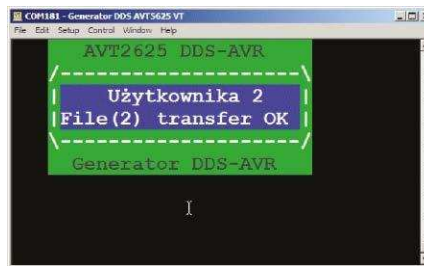 COM181 - Generator DDS AVT5625 VT
File Edit Setup Control Window Help
AVT2625 DDS-AVR
/---------------------\
| Użytkownika 2 |
|File(2) transfer OK |
\---------------------/
Generator DDS-AVR